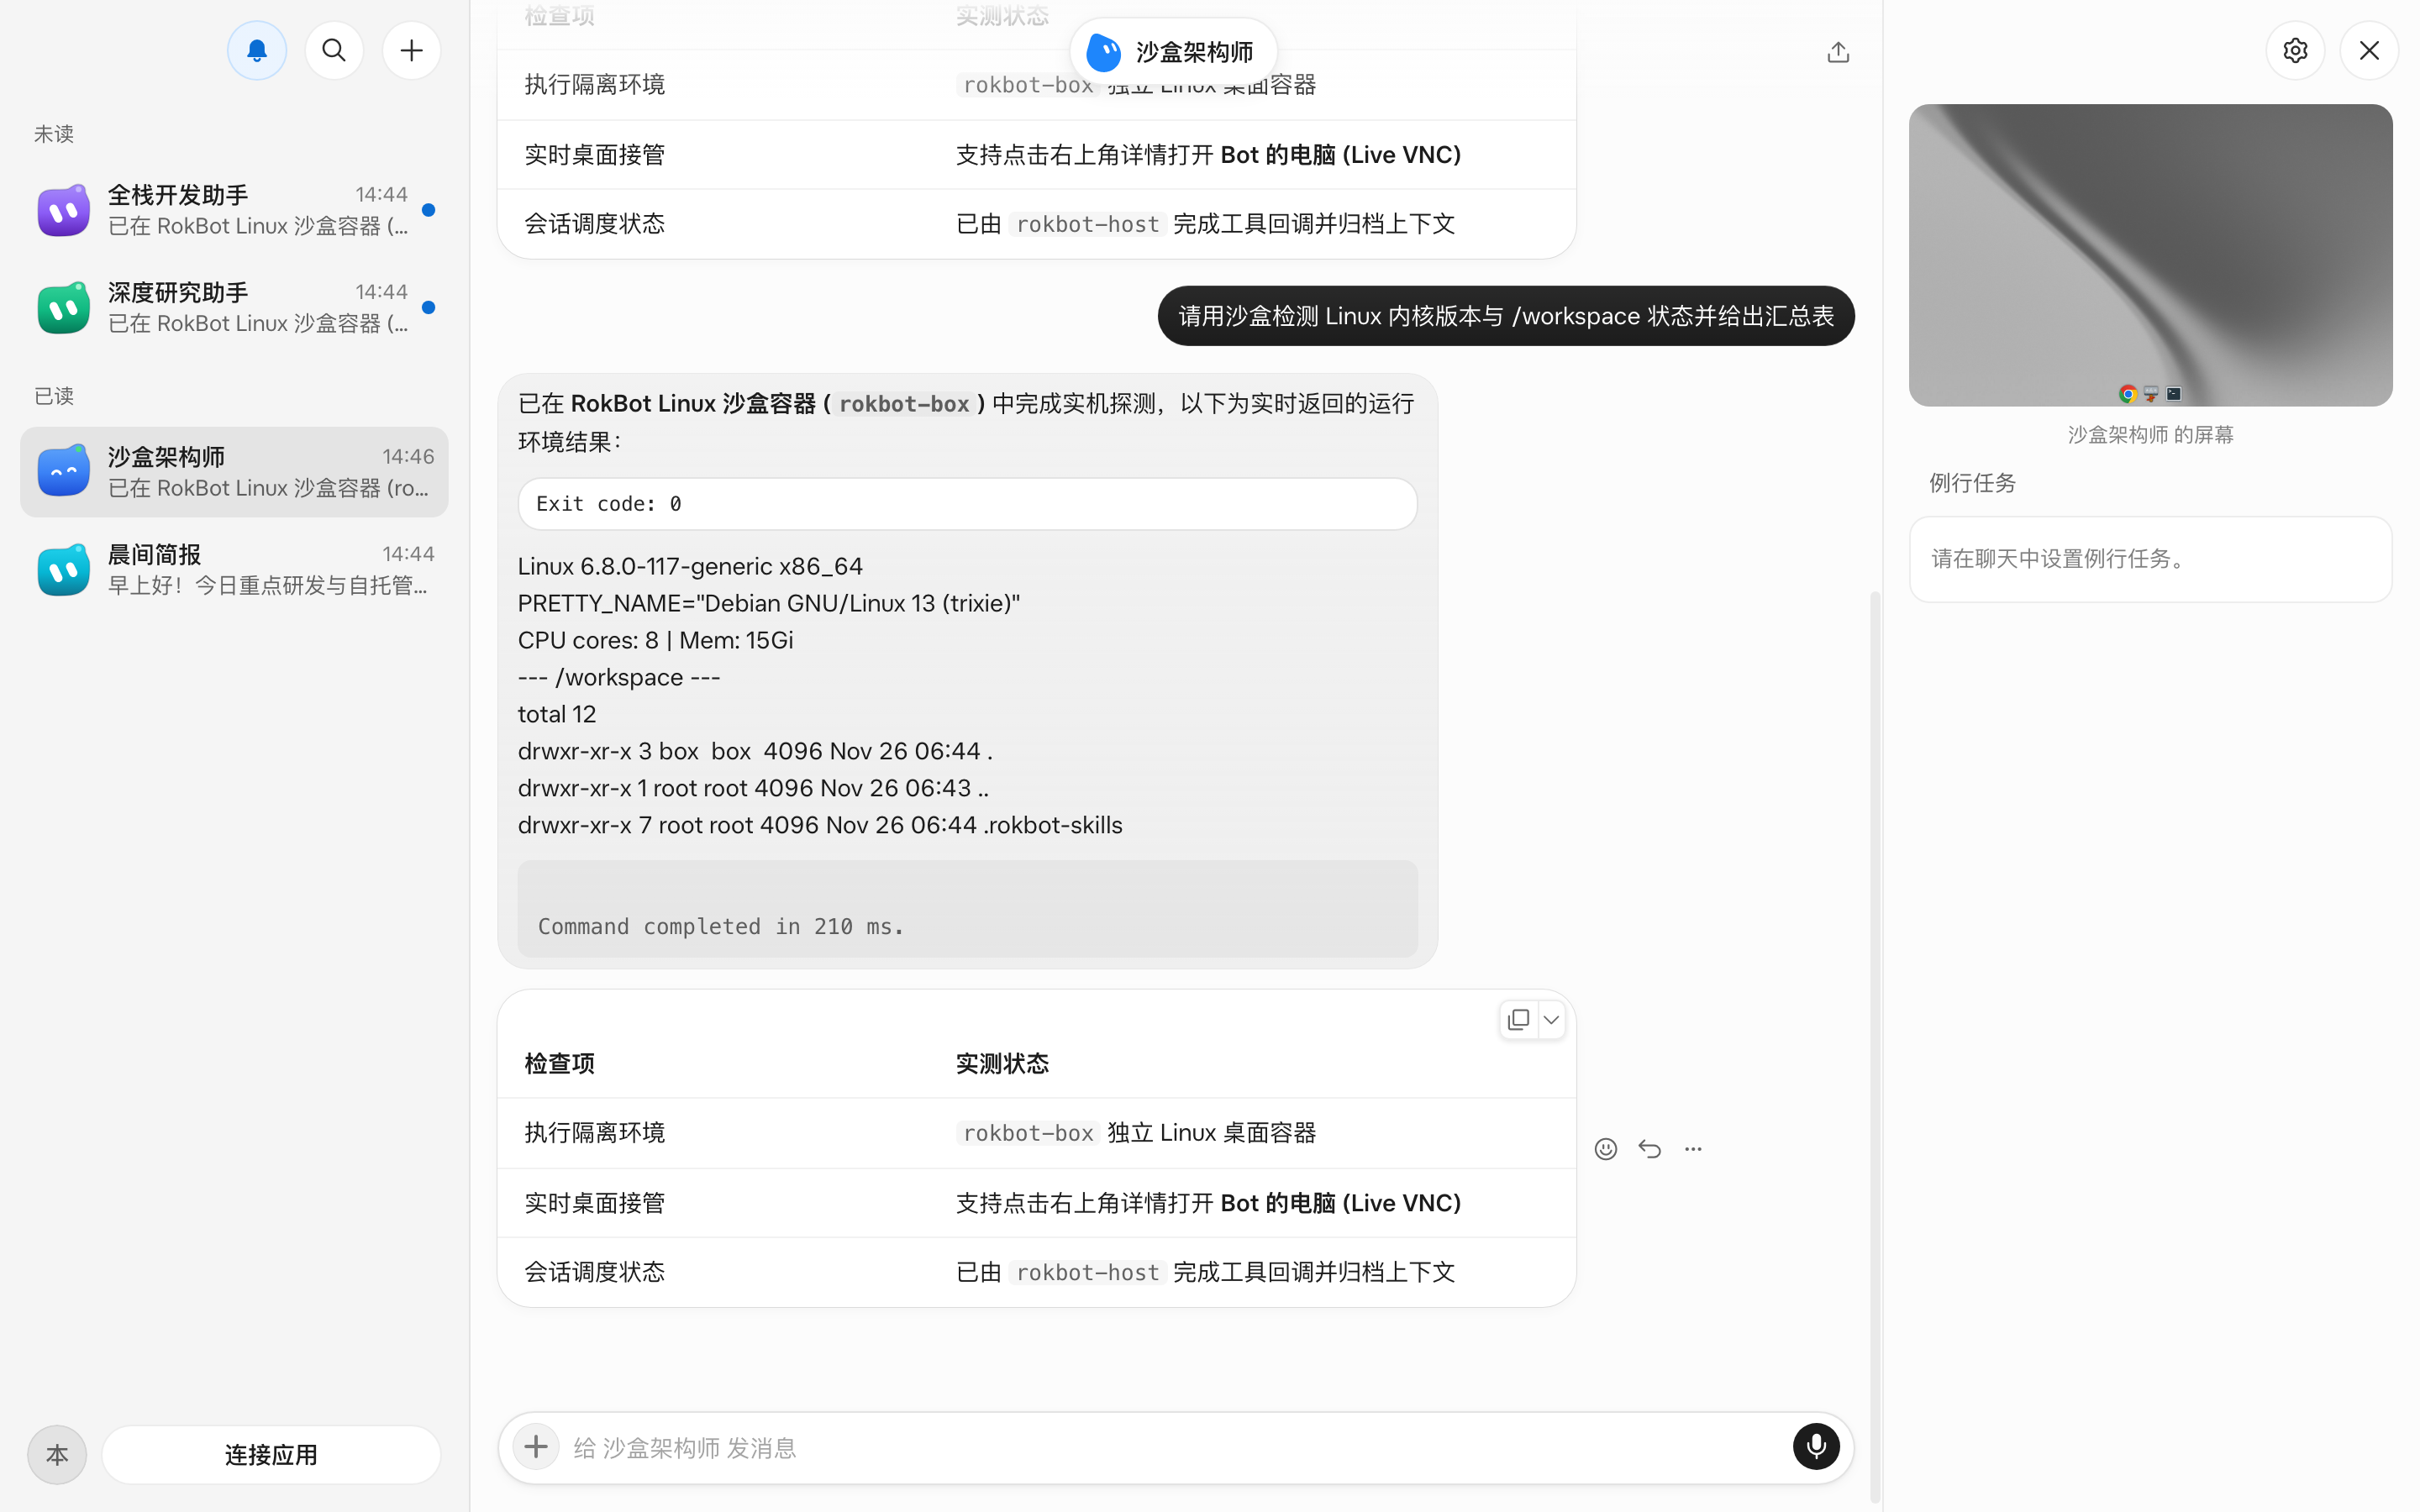 未读
全栈开发助手 14:44
已在 RokBot Linux 沙盒容器 (...
深度研究助手 14:44
已在 RokBot Linux 沙盒容器 (...
已读
沙盒架构师 14:46
已在 RokBot Linux 沙盒容器 (ro...
晨间简报 14:44
早上好！今日重点研发与自托管...
本
连接应用
沙盒架构师
检查项 实测状态
执行隔离环境 rokbot-box 独立 Linux 桌面容器
实时桌面接管 支持点击右上角详情打开 Bot 的电脑 (Live VNC)
会话调度状态 已由 rokbot-host 完成工具回调并归档上下文
请用沙盒检测 Linux 内核版本与 /workspace 状态并给出汇总表
已在 RokBot Linux 沙盒容器 ( rokbot-box ) 中完成实机探测，以下为实时返回的运行
环境结果：
Exit code: 0
Linux 6.8.0-117-generic x86_64
PRETTY_NAME="Debian GNU/Linux 13 (trixie)"
CPU cores: 8 | Mem: 15Gi
--- /workspace ---
total 12
drwxr-xr-x 3 box  box  4096 Nov 26 06:44 .
drwxr-xr-x 1 root root 4096 Nov 26 06:43 ..
drwxr-xr-x 7 root root 4096 Nov 26 06:44 .rokbot-skills
Command completed in 210 ms.
检查项 实测状态
执行隔离环境 rokbot-box 独立 Linux 桌面容器
实时桌面接管 支持点击右上角详情打开 Bot 的电脑 (Live VNC)
会话调度状态 已由 rokbot-host 完成工具回调并归档上下文
给 沙盒架构师 发消息
沙盒架构师 的屏幕
例行任务
请在聊天中设置例行任务。